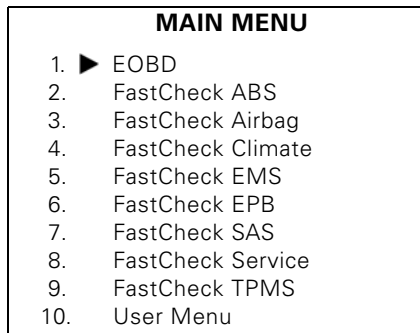 MAIN MENU
1. ▶ EOBD
2. FastCheck ABS
3. FastCheck Airbag
4. FastCheck Climate
5. FastCheck EMS
6. FastCheck EPB
7. FastCheck SAS
8. FastCheck Service
9. FastCheck TPMS
10. User Menu